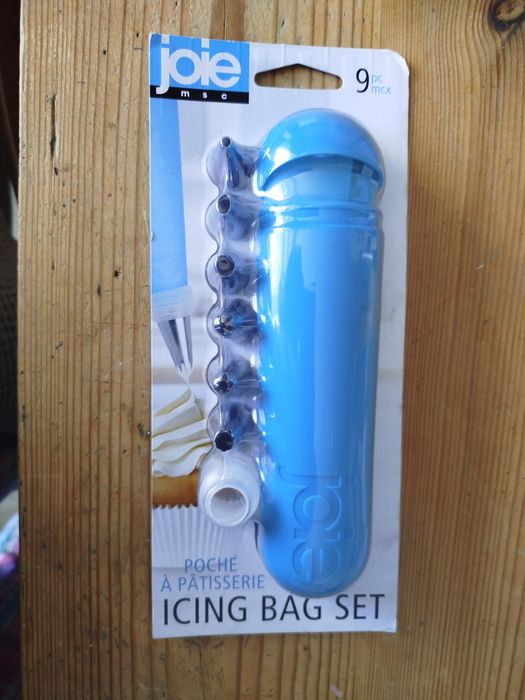 joie
msc
9 pc
mcx
joie
POCHE
À PÂTISSERIE
ICING BAG SET